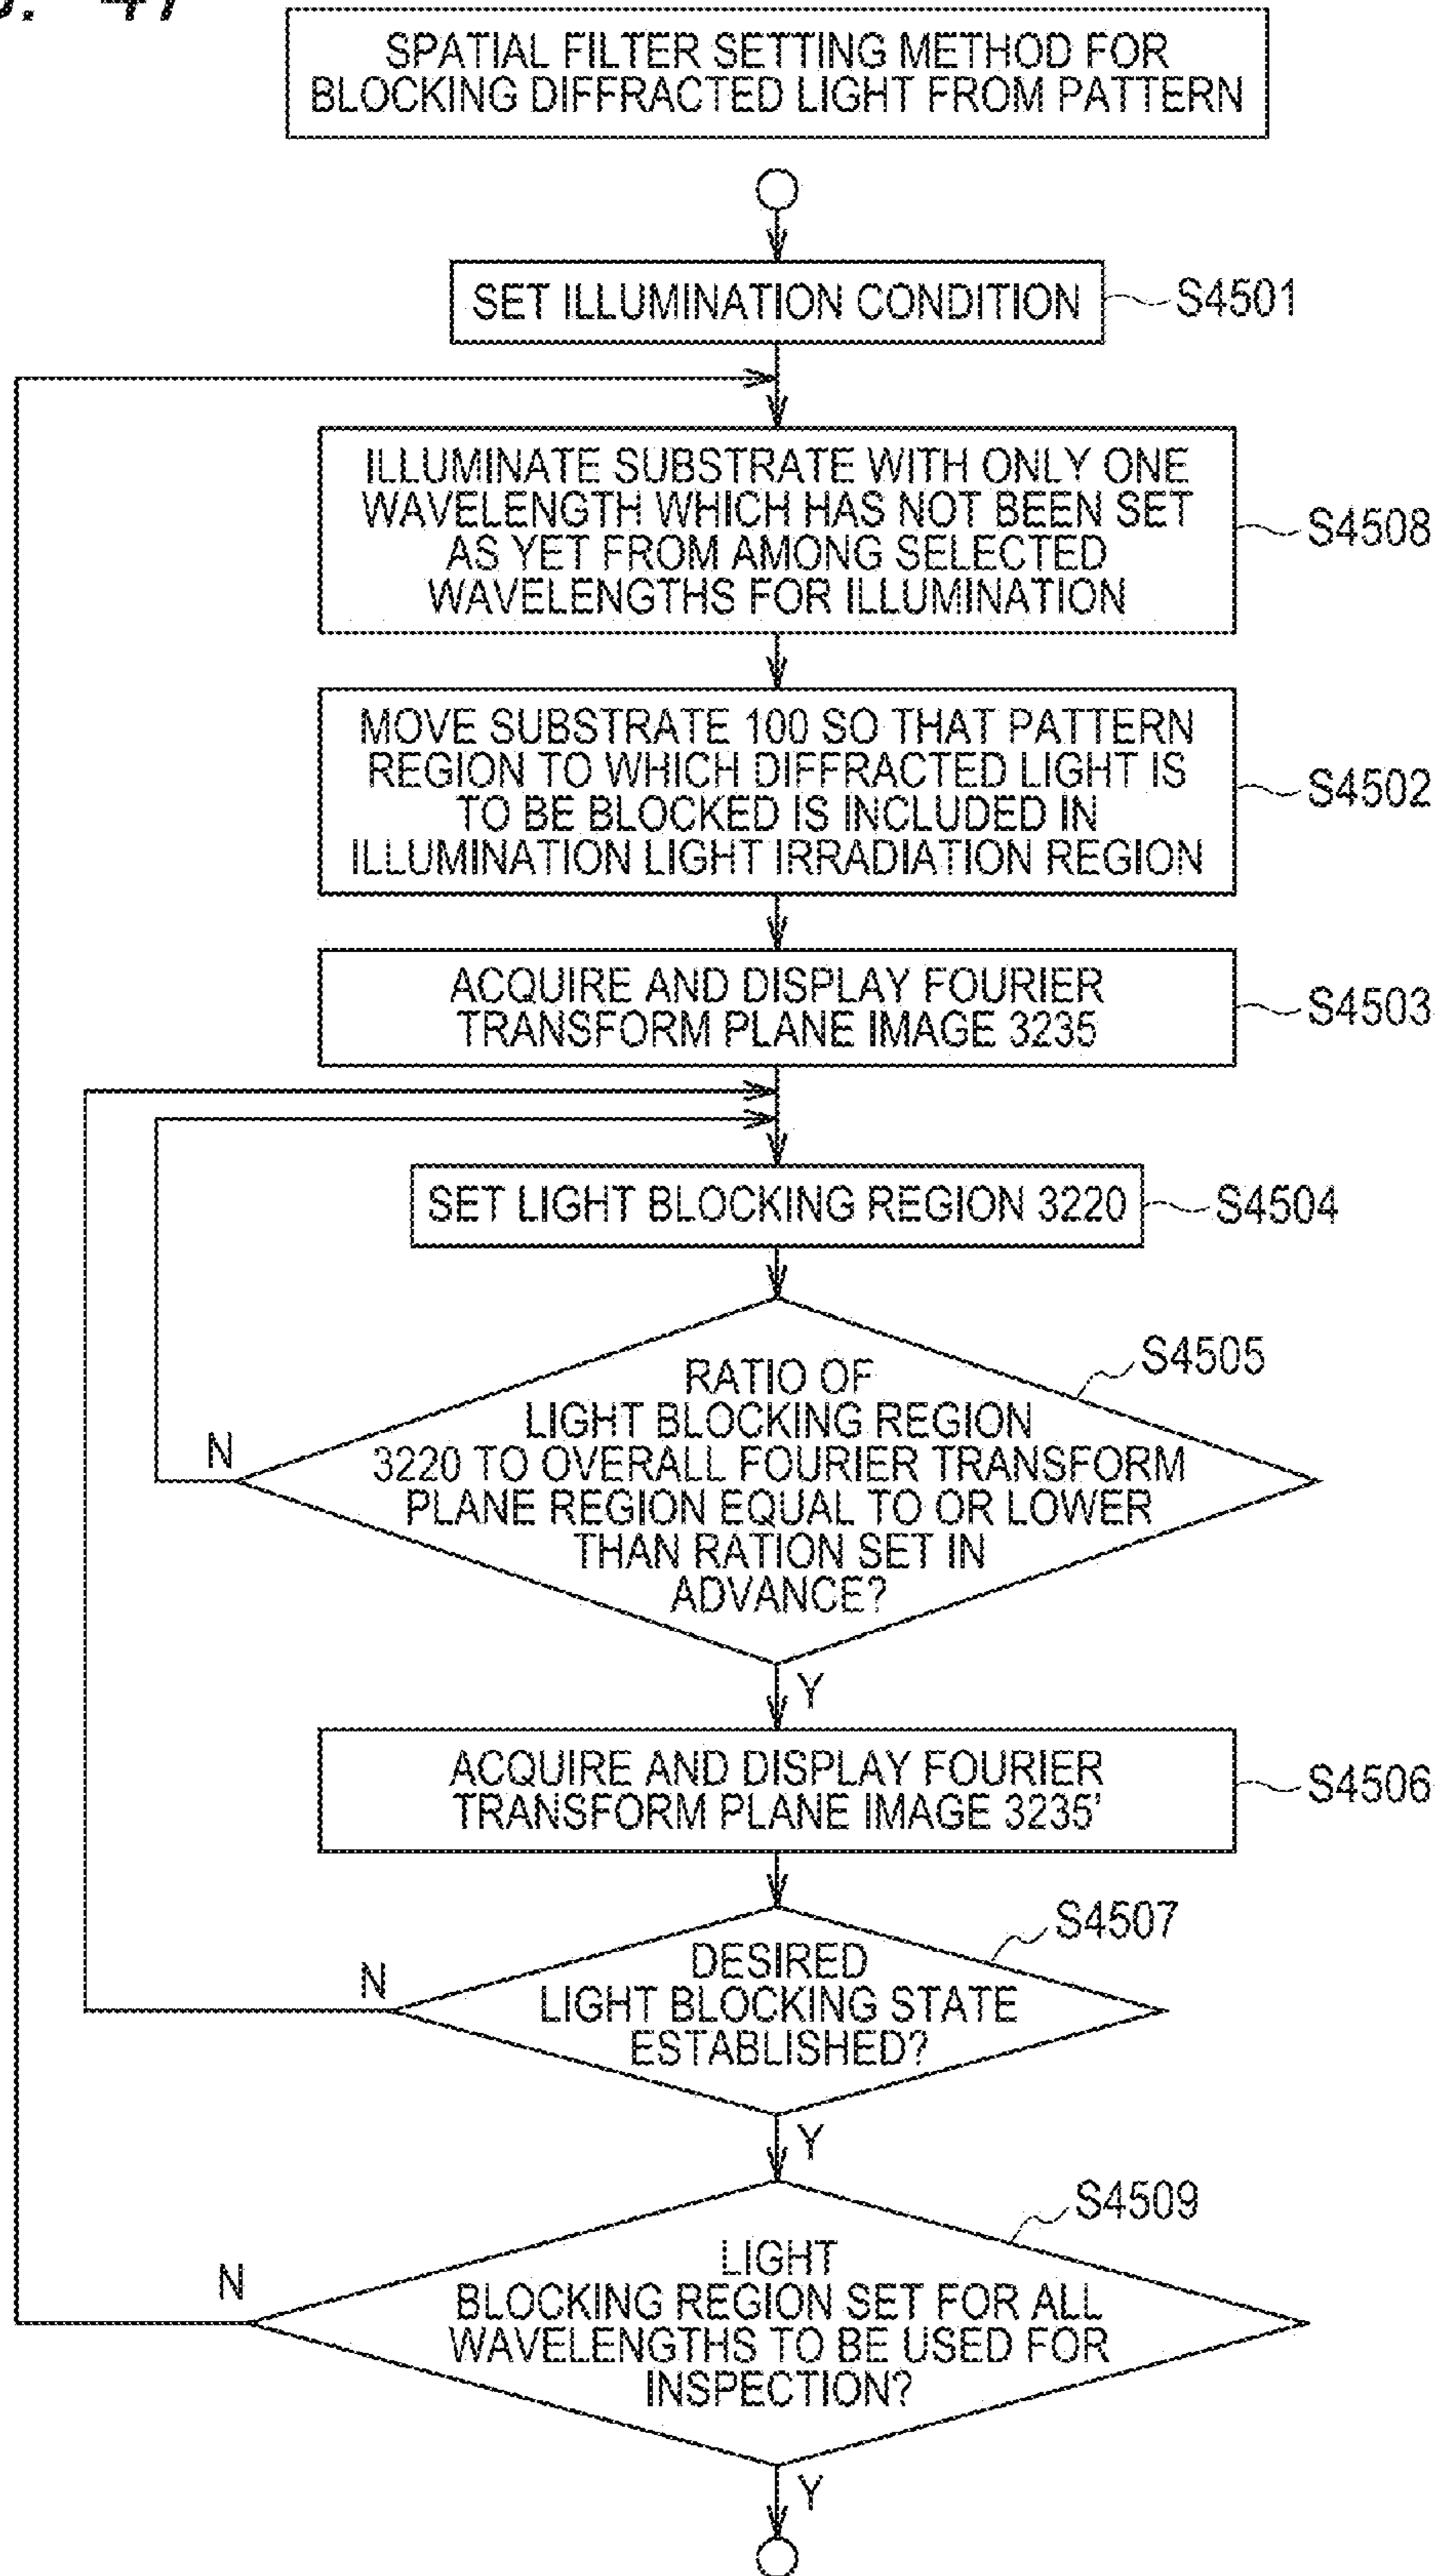 SPATIAL FILTER SETTING METHOD FOR
BLOCKING DIFFRACTED LIGHT FROM PATTERN
SET ILLUMINATION CONDITION
S4501
ILLUMINATE SUBSTRATE WITH ONLY ONE
WAVELENGTH WHICH HAS NOT BEEN SET
AS YET FROM AMONG SELECTED
WAVELENGTHS FOR ILLUMINATION
S4508
MOVE SUBSTRATE 100 SO THAT PATTERN
REGION TO WHICH DIFFRACTED LIGHT IS
TO BE BLOCKED IS INCLUDED IN
ILLUMINATION LIGHT IRRADIATION REGION
S4502
ACQUIRE AND DISPLAY FOURIER
TRANSFORM PLANE IMAGE 3235
S4503
SET LIGHT BLOCKING REGION 3220
S4504
RATIO OF
LIGHT BLOCKING REGION
3220 TO OVERALL FOURIER TRANSFORM
PLANE REGION EQUAL TO OR LOWER
THAN RATION SET IN
ADVANCE?
S4505
N
Y
ACQUIRE AND DISPLAY FOURIER
TRANSFORM PLANE IMAGE 3235'
S4506
DESIRED
LIGHT BLOCKING STATE
ESTABLISHED?
S4507
N
Y
LIGHT
BLOCKING REGION SET FOR ALL
WAVELENGTHS TO BE USED FOR
INSPECTION?
S4509
N
Y